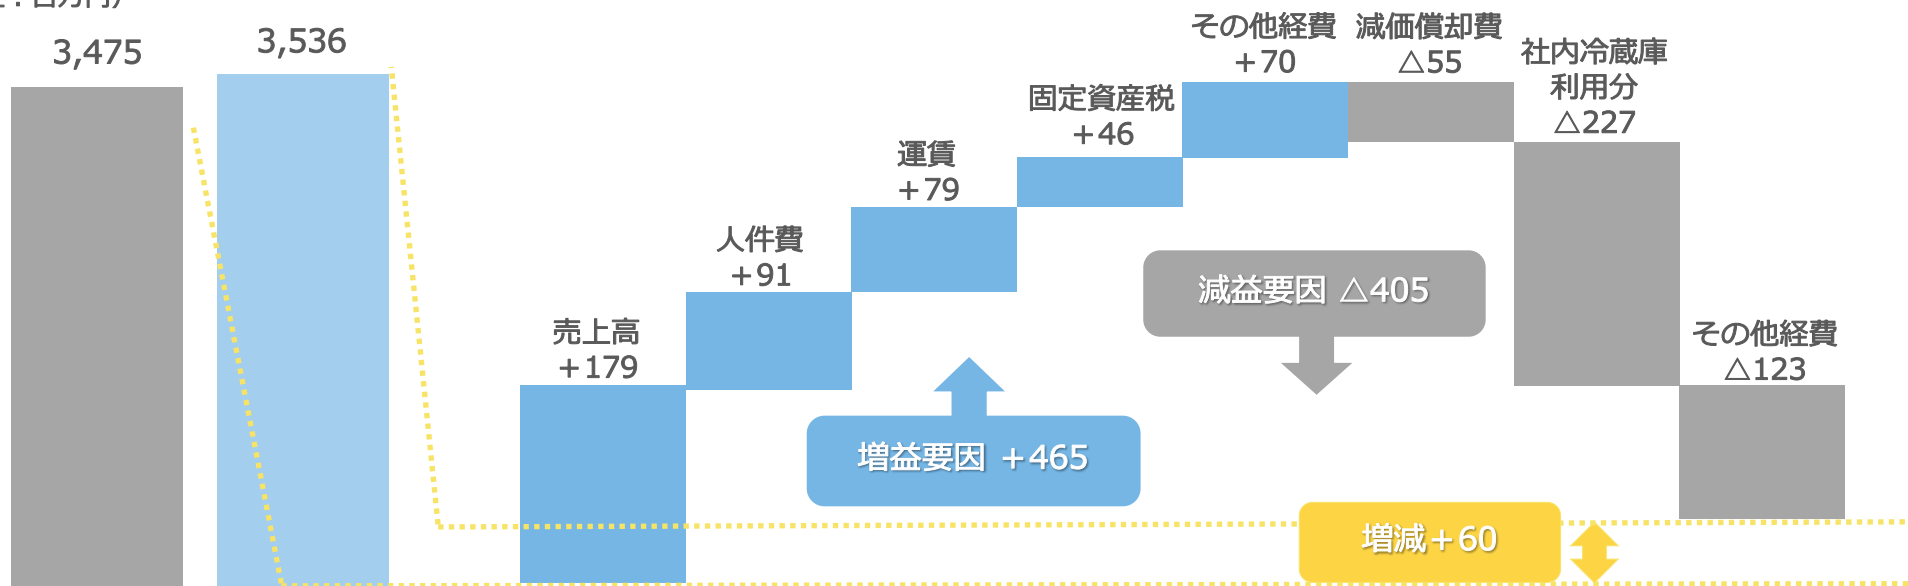 百万円）
3,475
3,536
売上高
+179
人件費
+91
運賃
+79
固定資産税
+46
その他経費
+70
減価償却費
△55
社内冷蔵庫
利用分
△227
その他経費
△123
減益要因 △405
増益要因 +465
増減+60